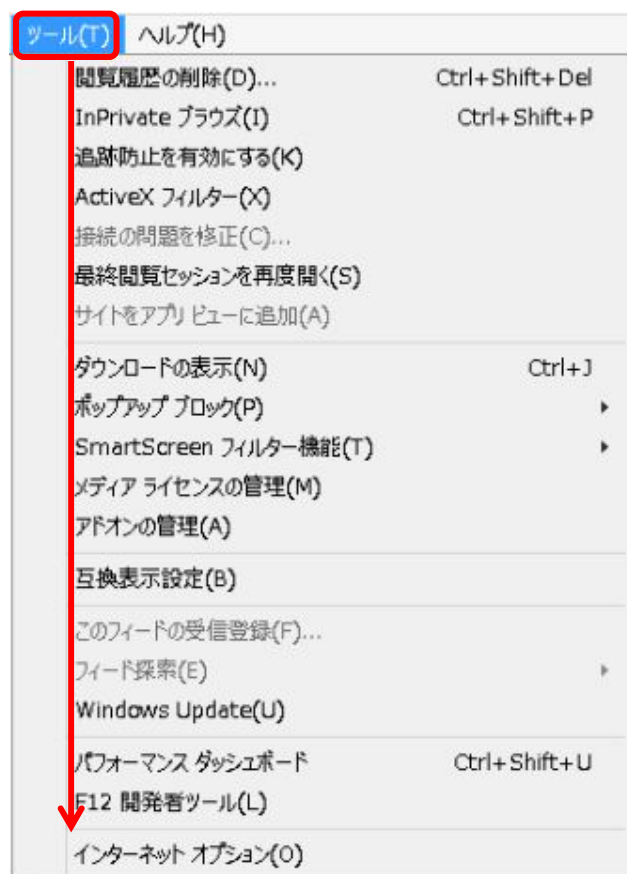 ツール(T) ヘルプ(H)
閲覧履歴の削除(D)... Ctrl+Shift+Del
InPrivate ブラウズ(I) Ctrl+Shift+P
追跡防止を有効にする(K)
ActiveX フィルター(X)
接続の問題を修正(C)...
最終閲覧セッションを再度開く(S)
サイトをアプリ ビューに追加(A)
ダウンロードの表示(N) Ctrl+J
ポップアップ ブロック(P)
SmartScreen フィルター機能(T)
メディア ライセンスの管理(M)
アドオンの管理(A)
互換表示設定(B)
このフィードの受信登録(F)...
フィード探索(E)
Windows Update(U)
パフォーマンス ダッシュボード Ctrl+Shift+U
F12 開発者ツール(L)
インターネット オプション(O)